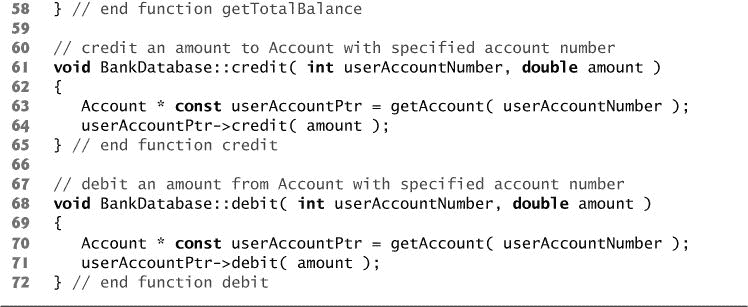 58 } // end function getTotalBalance
59
60 // credit an amount to Account with specified account number
61 void BankDatabase::credit( int userAccountNumber, double amount )
62 {
63    Account * const userAccountPtr = getAccount( userAccountNumber );
64    userAccountPtr->credit( amount );
65 } // end function credit
66
67 // debit an amount from Account with specified account number
68 void BankDatabase::debit( int userAccountNumber, double amount )
69 {
70    Account * const userAccountPtr = getAccount( userAccountNumber );
71    userAccountPtr->debit( amount );
72 } // end function debit